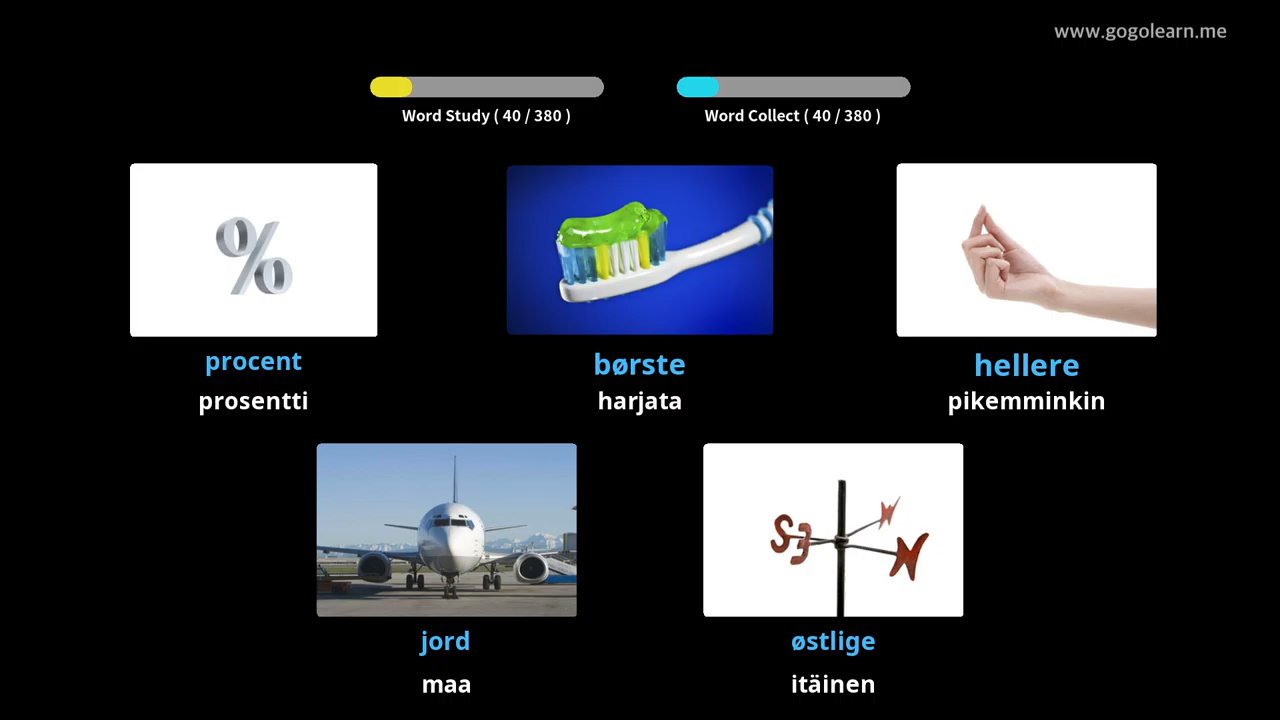 www.gogolearn.me
Word Study ( 40 / 380 )
Word Collect ( 40 / 380 )
%
procent
børste
hellere
prosentti
harjata
pikemminkin
S
E
N
W
jord
østlige
maa
itäinen